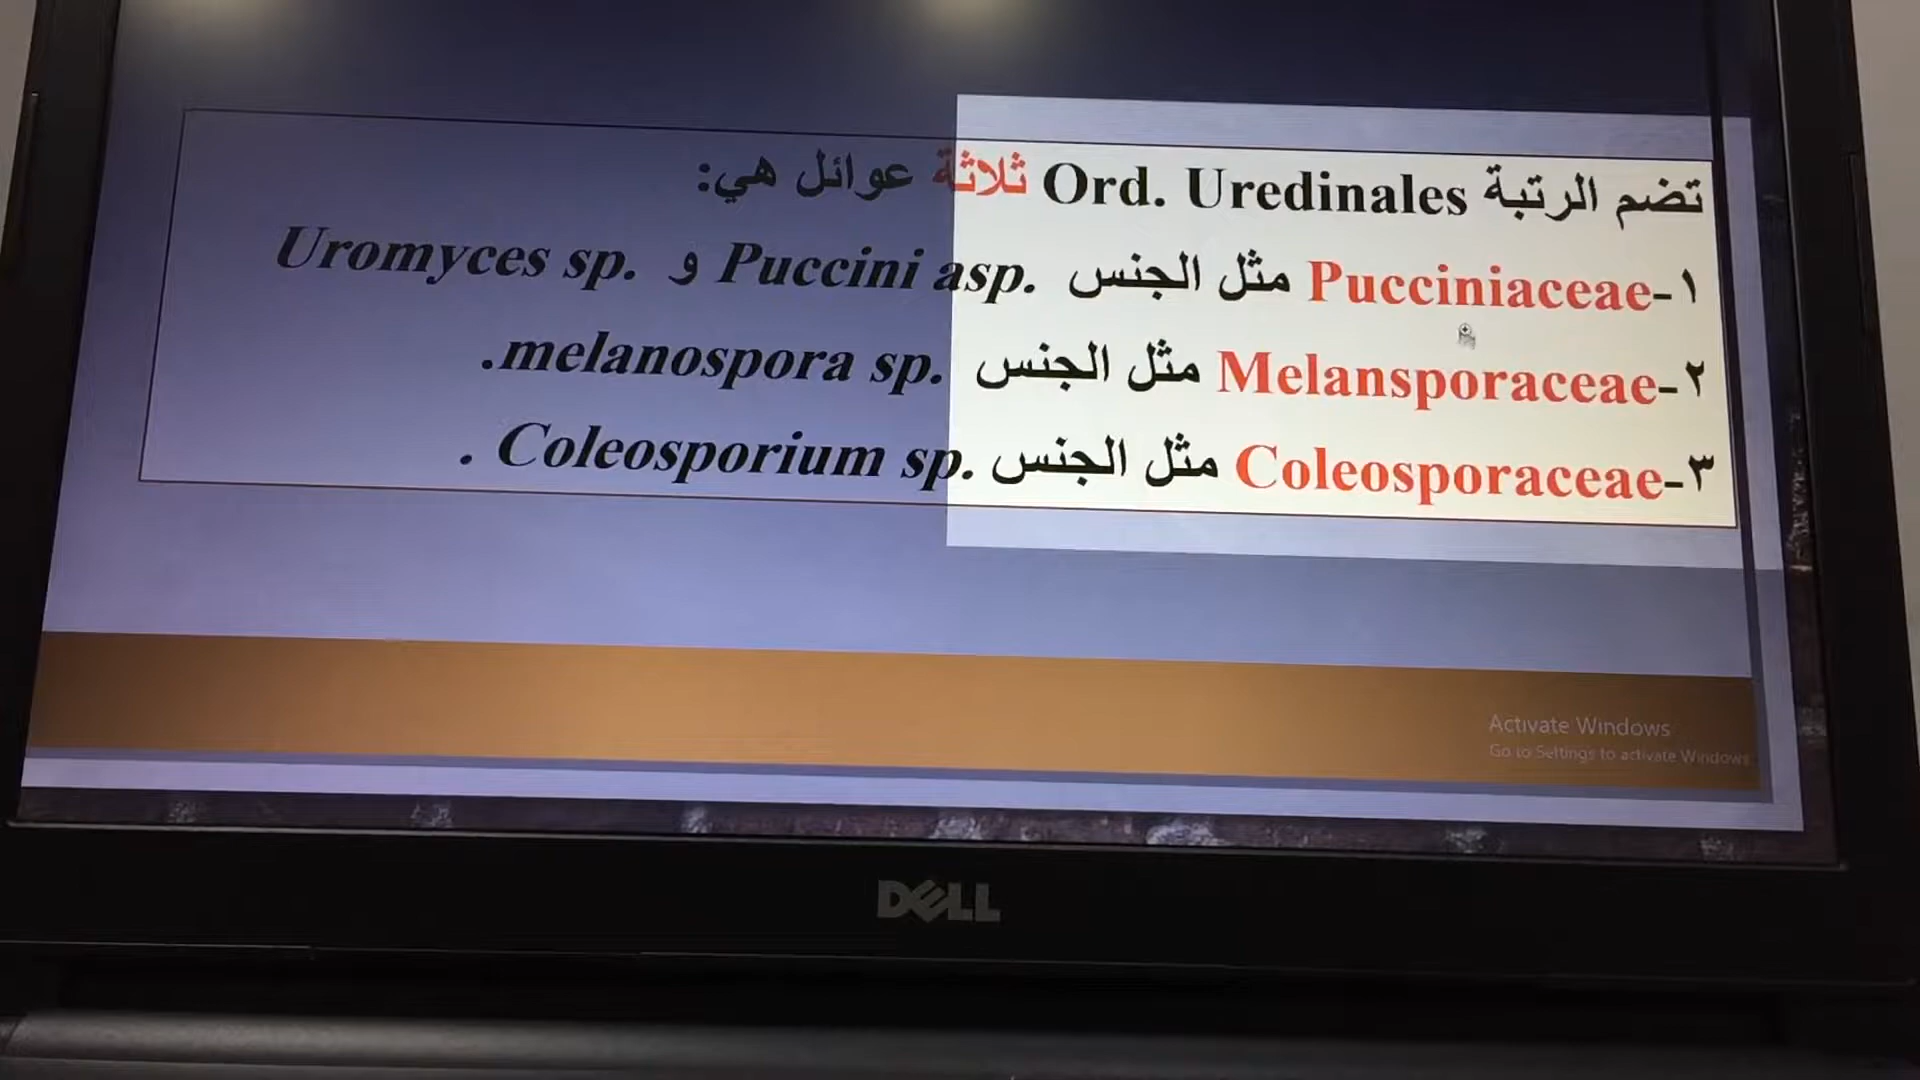 تضم الرتبة Ord. Uredinales ثلاثة عوائل هي:
١-Pucciniaceae مثل الجنس Puccini asp. و Uromyces sp.
٢-Melansporaceae مثل الجنس melanospora sp.
٣-Coleosporaceae مثل الجنس Coleosporium sp. .
Activate Windows
Go to Settings to activate Windows
DELL